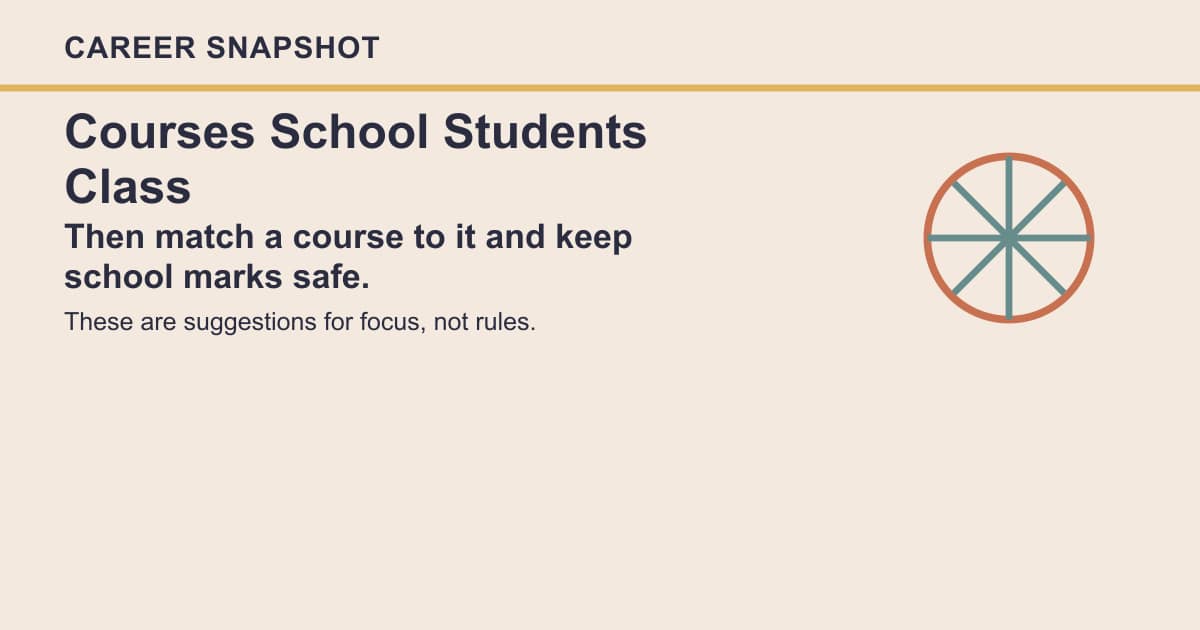 CAREER SNAPSHOT
Courses School Students
Class
Then match a course to it and keep
school marks safe.
These are suggestions for focus, not rules.